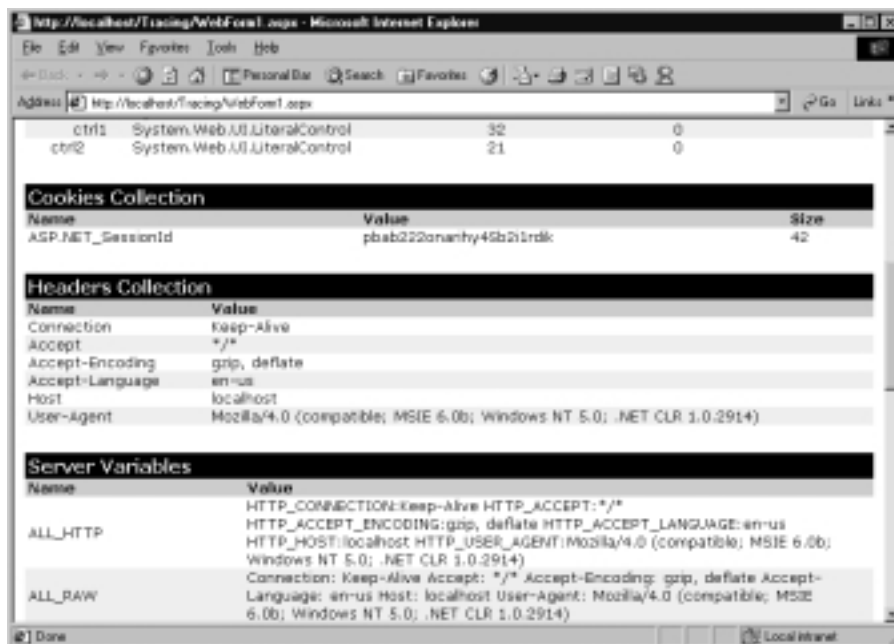 http://localhost/Tracing/WebForm1.aspx - Microsoft Internet Explorer
File Edit View Favorites Tools Help
Back Personal Bar Search Favorites
Address http://localhost/Tracing/WebForm1.aspx Go Links
ctrl1 System.Web.UI.LiteralControl 32 0
ctrl2 System.Web.UI.LiteralControl 21 0
Cookies Collection
Name Value Size
ASP.NET_SessionId 42
Headers Collection
Name Value
Connection Keep-Alive
Accept */*
Accept-Encoding gzip, deflate
Accept-Language en-us
Host localhost
User-Agent Mozilla/4.0 (compatible; MSIE 6.0b; Windows NT 5.0; .NET CLR 1.0.2914)
Server Variables
Name Value
ALL_HTTP HTTP_CONNECTION:Keep-Alive HTTP_ACCEPT:*/*
HTTP_ACCEPT_ENCODING:gzip, deflate HTTP_ACCEPT_LANGUAGE:en-us
HTTP_HOST:localhost HTTP_USER_AGENT:Mozilla/4.0 (compatible; MSIE 6.0b;
Windows NT 5.0; .NET CLR 1.0.2914)
ALL_RAW Connection: Keep-Alive Accept: */* Accept-Encoding: gzip, deflate Accept-
Language: en-us Host: localhost User-Agent: Mozilla/4.0 (compatible; MSIE
6.0b; Windows NT 5.0; .NET CLR 1.0.2914)
Done Local intranet